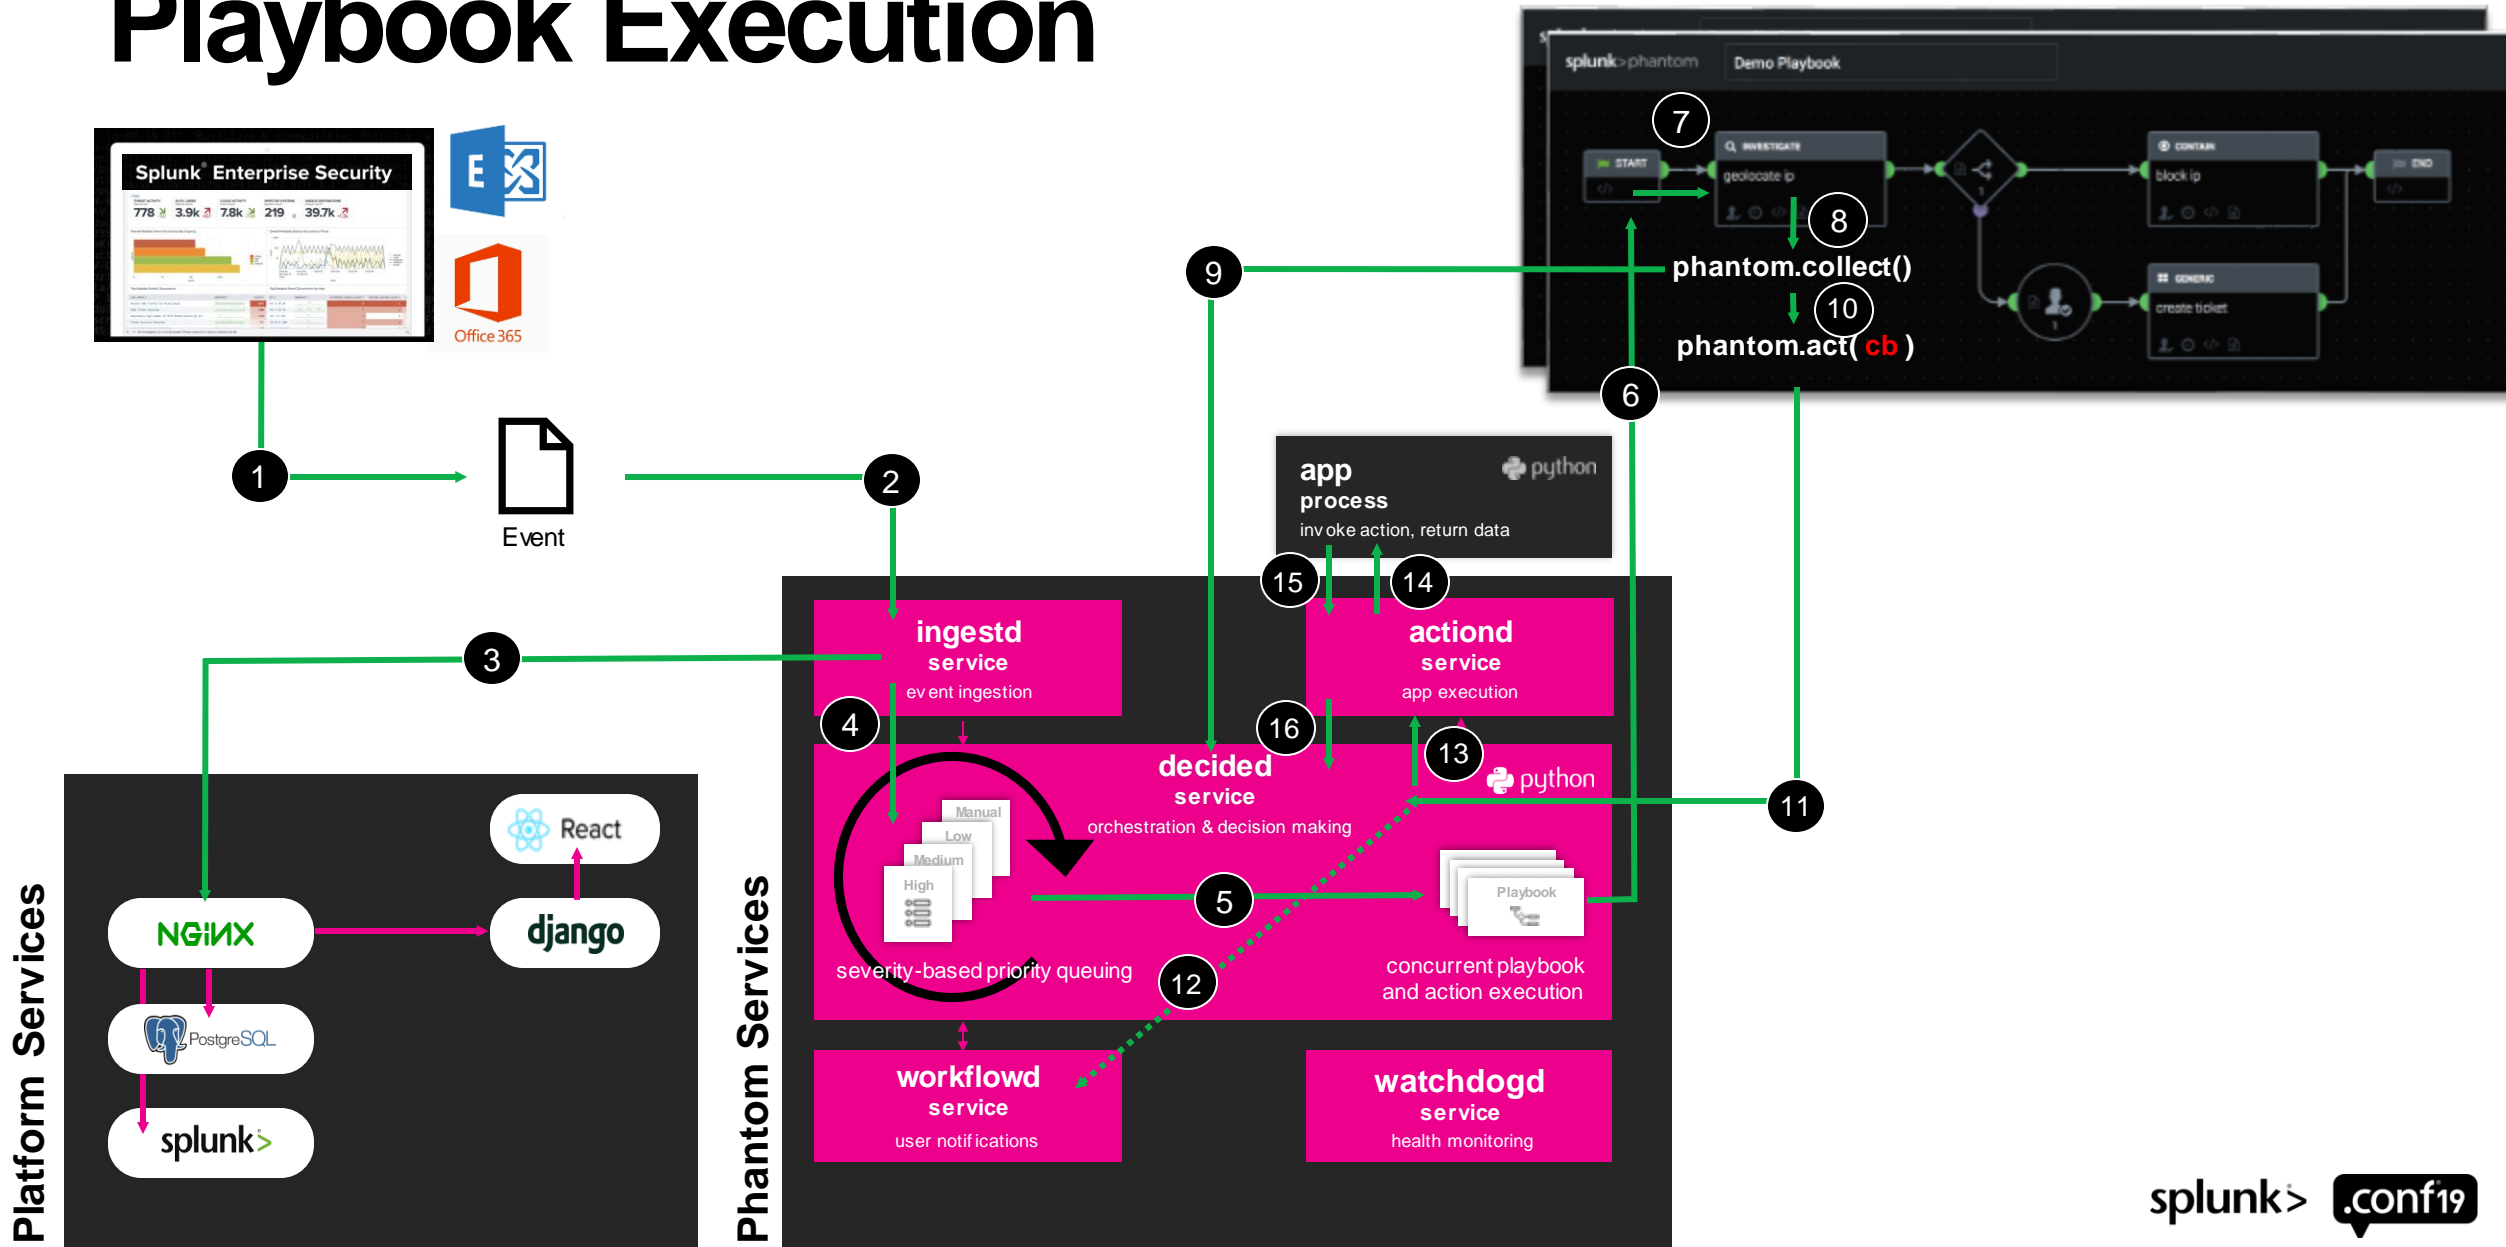 Playbook Execution
splunk>phantom
Demo Playbook
START
INVESTIGATE
geolocate ip
1
CONTAIN
block ip
END
GENERIC
create ticket
1
7
8
phantom.collect()
10
phantom.act( cb )
9
6
Splunk® Enterprise Security
778
3.9k
7.8k
219
39.7k
E
Office 365
1
Event
2
app
process
invoke action, return data
python
15
14
ingestd
service
event ingestion
actiond
service
app execution
3
4
16
13
decided
service
orchestration & decision making
python
11
Manual
Low
Medium
High
5
Playbook
severity-based priority queuing
12
concurrent playbook
and action execution
workflowd
service
user notifications
watchdogd
service
health monitoring
Platform Services
React
NGINX
django
PostgreSQL
splunk>
Phantom Services
splunk>
.conf19